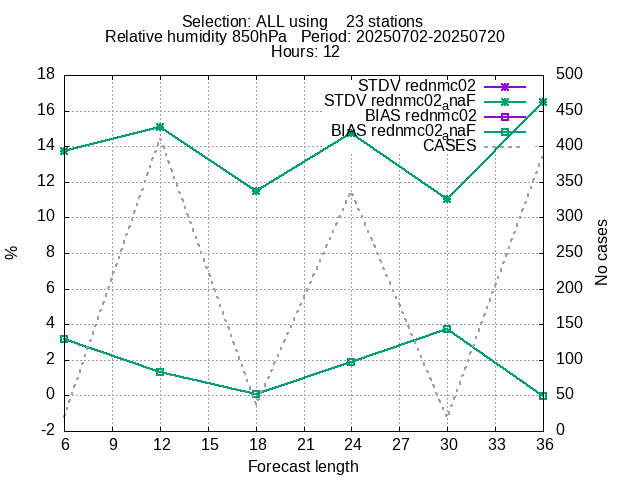 Selection: ALL using    23 stations
Relative humidity 850hPa   Period: 20250702-20250720
Hours: 12
STDV rednmc02
STDV rednmc02anaF
BIAS rednmc02
BIAS rednmc02anaF
CASES
18
16
14
12
10
8
6
4
2
0
-2
%
500
450
400
350
300
250
200
150
100
50
0
No cases
6 9 12 15 18 21 24 27 30 33 36
Forecast length